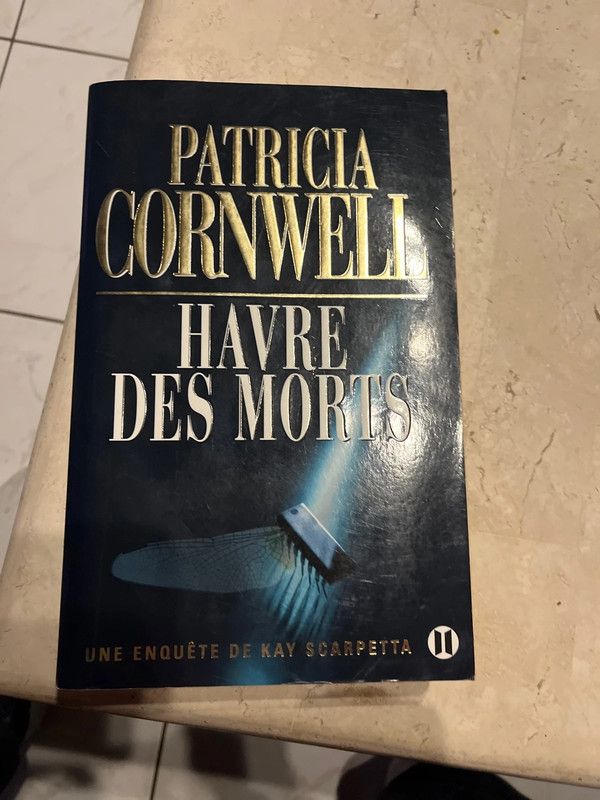 PATRICIA
CORNWELL
HAVRE
DES MORTS
UNE ENQUÊTE DE KAY SCARPETTA